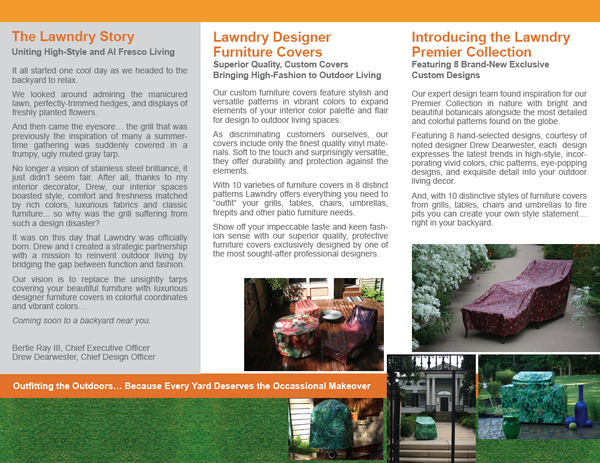 The Lawndry Story
Uniting High-Style and Al Fresco Living
It all started one cool day as we headed to the
backyard to relax.
We looked around admiring the manicured
lawn, perfectly-trimmed hedges, and displays of
freshly planted flowers.
And then came the eyesore… the grill that was
previously the inspiration of many a summer-
time gathering was suddenly covered in a
frumpy, ugly muted gray tarp.
No longer a vision of stainless steel brilliance, it
just didn't seem fair. After all, thanks to my
interior decorator, Drew, our interior spaces
boasted style, comfort and freshness matched
by rich colors, luxurious fabrics and classic
furniture... so why was the grill suffering from
such a design disaster?
It was on this day that Lawndry was officially
born. Drew and I created a strategic partnership
with a mission to reinvent outdoor living by
bridging the gap between function and fashion.
Our vision is to replace the unsightly tarps
covering your beautiful furniture with luxurious
designer furniture covers in colorful coordinates
and vibrant colors…
Coming soon to a backyard near you.
Bertie Ray III, Chief Executive Officer
Drew Dearwester, Chief Design Officer
Lawndry Designer
Furniture Covers
Superior Quality, Custom Covers
Bringing High-Fashion to Outdoor Living
Our custom furniture covers feature stylish and
versatile patterns in vibrant colors to expand
elements of your interior color palette and flair
for design to outdoor living spaces.
As discriminating customers ourselves, our
covers include only the finest quality vinyl mate-
rials. Soft to the touch and surprisingly versatile,
they offer durability and protection against the
elements.
With 10 varieties of furniture covers in 8 distinct
patterns Lawndry offers everything you need to
"outfit" your grills, tables, chairs, umbrellas,
firepits and other patio furniture needs.
Show off your impeccable taste and keen fash-
ion sense with our superior quality, protective
furniture covers exclusively designed by one of
the most sought-after professional designers.
Introducing the Lawndry
Premier Collection
Featuring 8 Brand-New Exclusive
Custom Designs
Our expert design team found inspiration for our
Premier Collection in nature with bright and
beautiful botanicals alongside the most detailed
and colorful patterns found on the globe.
Featuring 8 hand-selected designs, courtesy of
noted designer Drew Dearwester, each design
expresses the latest trends in high-style, incor-
porating vivid colors, chic patterns, eye-popping
designs, and exquisite detail into your outdoor
living decor.
And, with 10 distinctive styles of furniture covers
from grills, tables, chairs and umbrellas to fire
pits you can create your own style statement…
right in your backyard.
Outfitting the Outdoors… Because Every Yard Deserves the Occassional Makeover